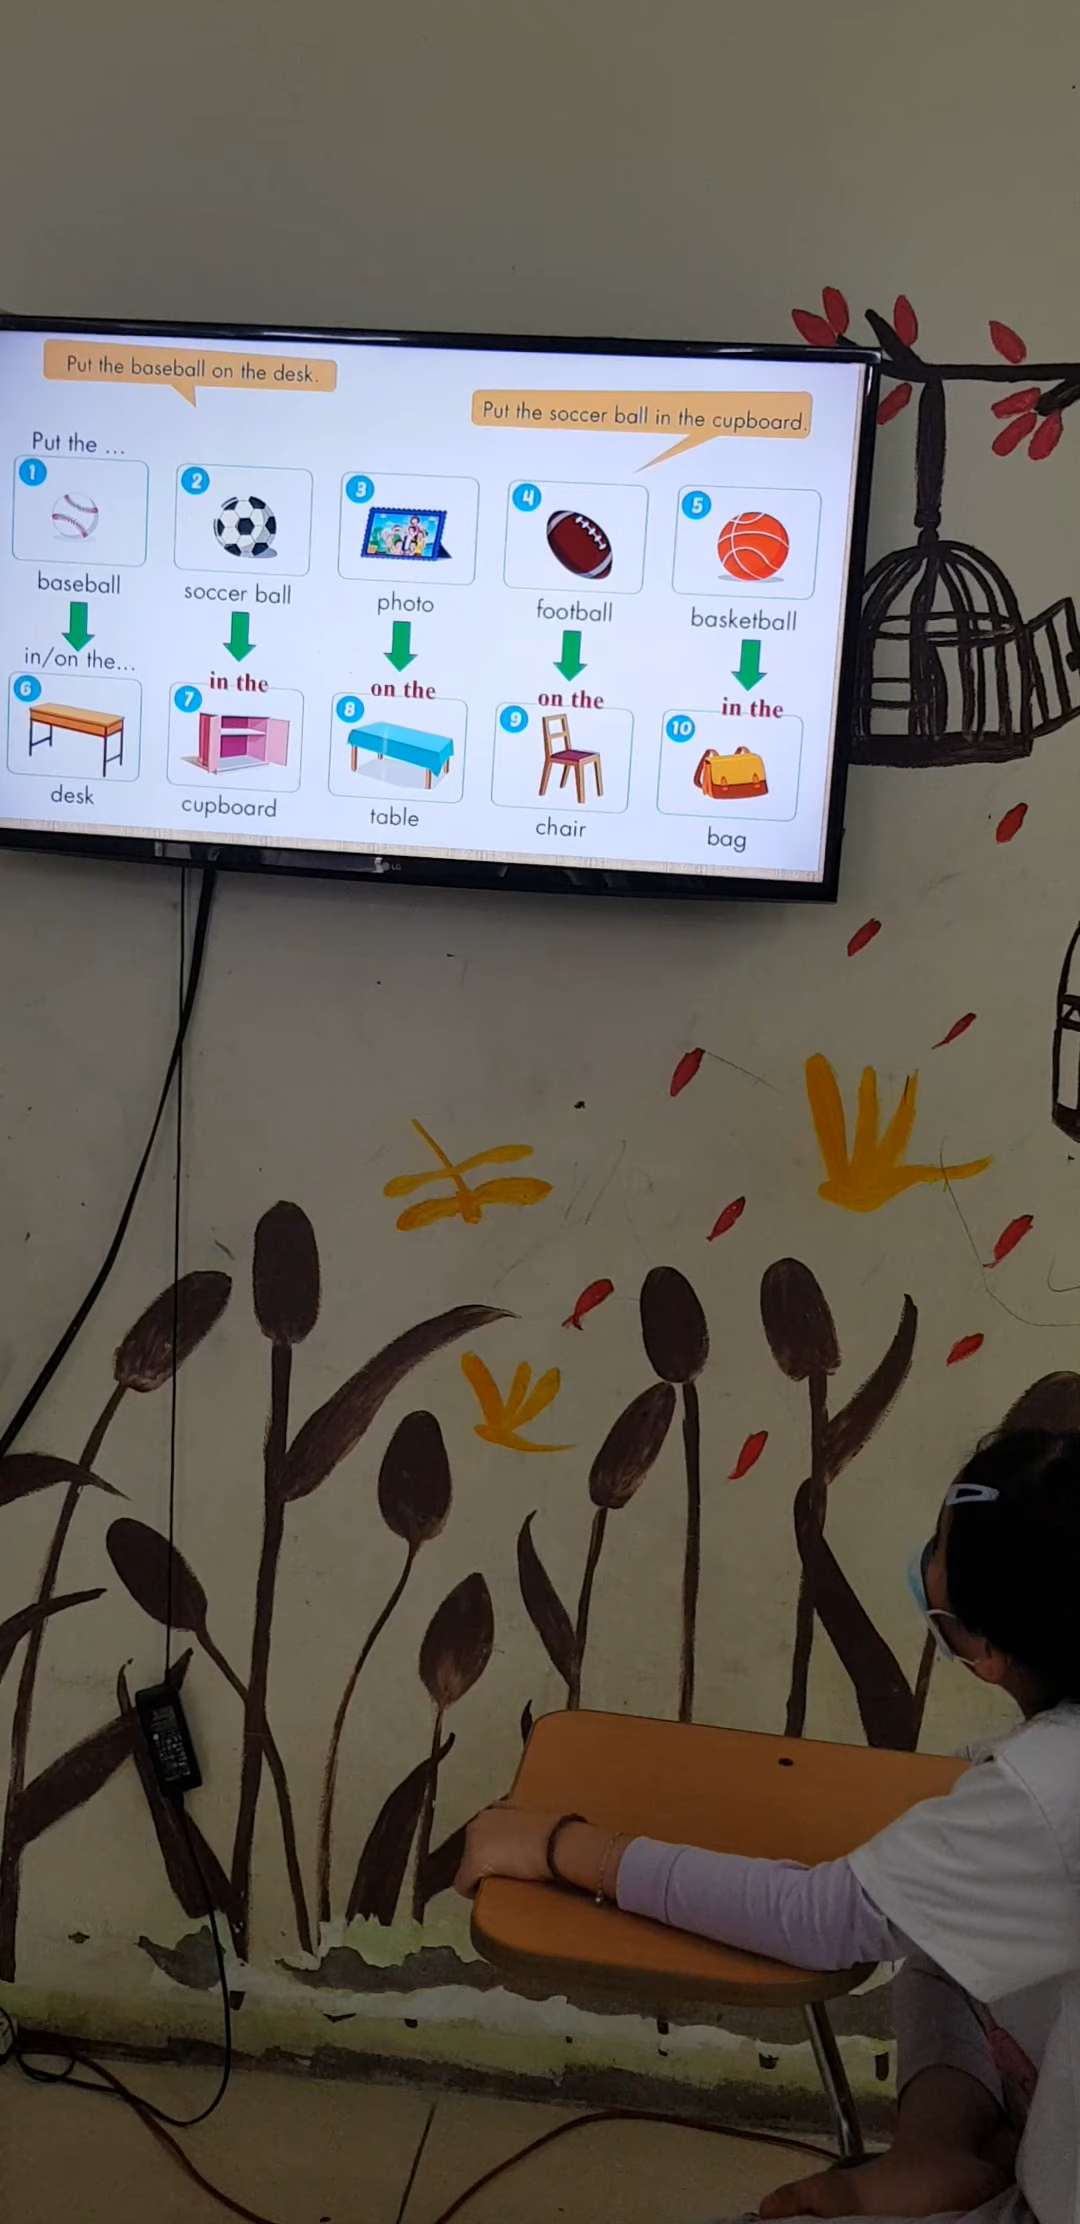 Put the baseball on the desk.
Put the soccer ball in the cupboard.
Put the ...
1 2 3 4 5
baseball soccer ball photo football basketball
in/on the... in the on the on the in the
6 7 8 9 10
desk cupboard table chair bag
LG